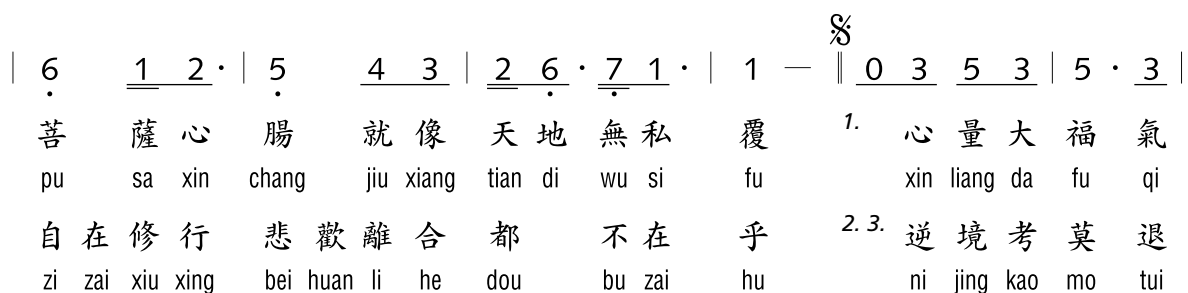 | 6̣ 1 2 · | 5̣ 4 3 | 2 6̣ · 7̣ 1 · | 1 — ‖ 0 3 5 3 | 5 · 3 |
菩 薩 心 腸 就 像 天 地 無 私 覆 1. 心 量 大 福 氣
pu sa xin chang jiu xiang tian di wu si fu xin liang da fu qi
自 在 修 行 悲 歡 離 合 都 不 在 乎 2. 3. 逆 境 考 莫 退
zi zai xiu xing bei huan li he dou bu zai hu ni jing kao mo tui